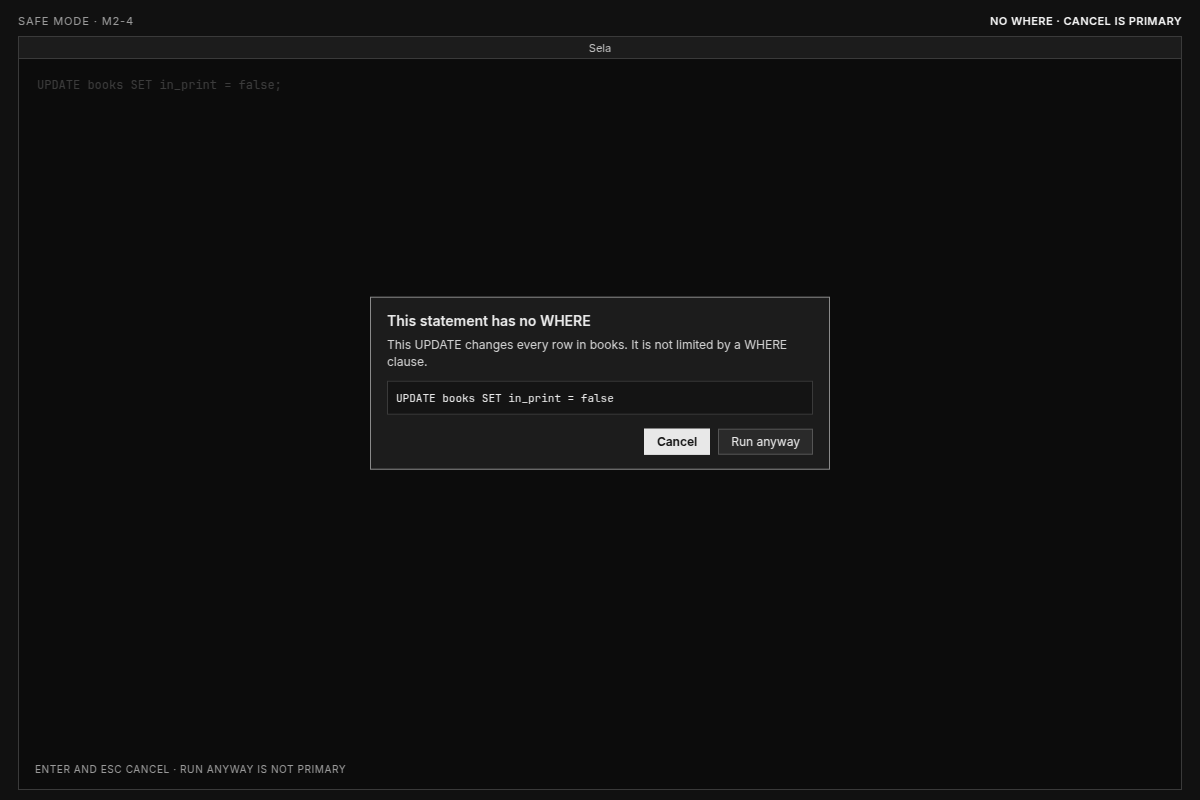 SAFE MODE · M2-4
NO WHERE · CANCEL IS PRIMARY
Sela
UPDATE books SET in_print = false;
This statement has no WHERE
This UPDATE changes every row in books. It is not limited by a WHERE
clause.
UPDATE books SET in_print = false
Cancel
Run anyway
ENTER AND ESC CANCEL · RUN ANYWAY IS NOT PRIMARY